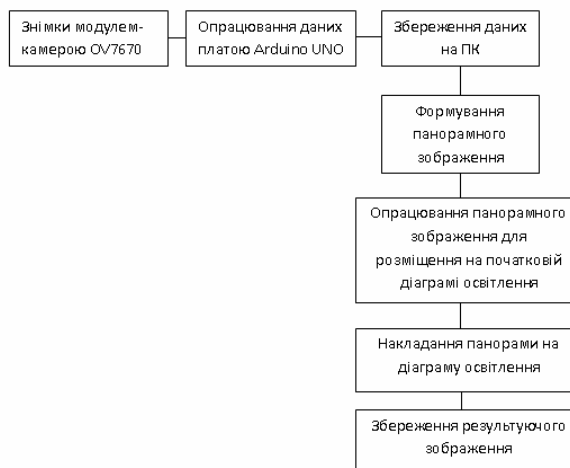 Знімки модулем-
камерою OV7670
Опрацювання даних
платою Arduino UNO
Збереження даних
на ПК
Формування
панорамного
зображення
Опрацювання панорамного
зображення для
розміщення на початковій
діаграмі освітлення
Накладання панорами на
діаграму освітлення
Збереження результуючого
зображення